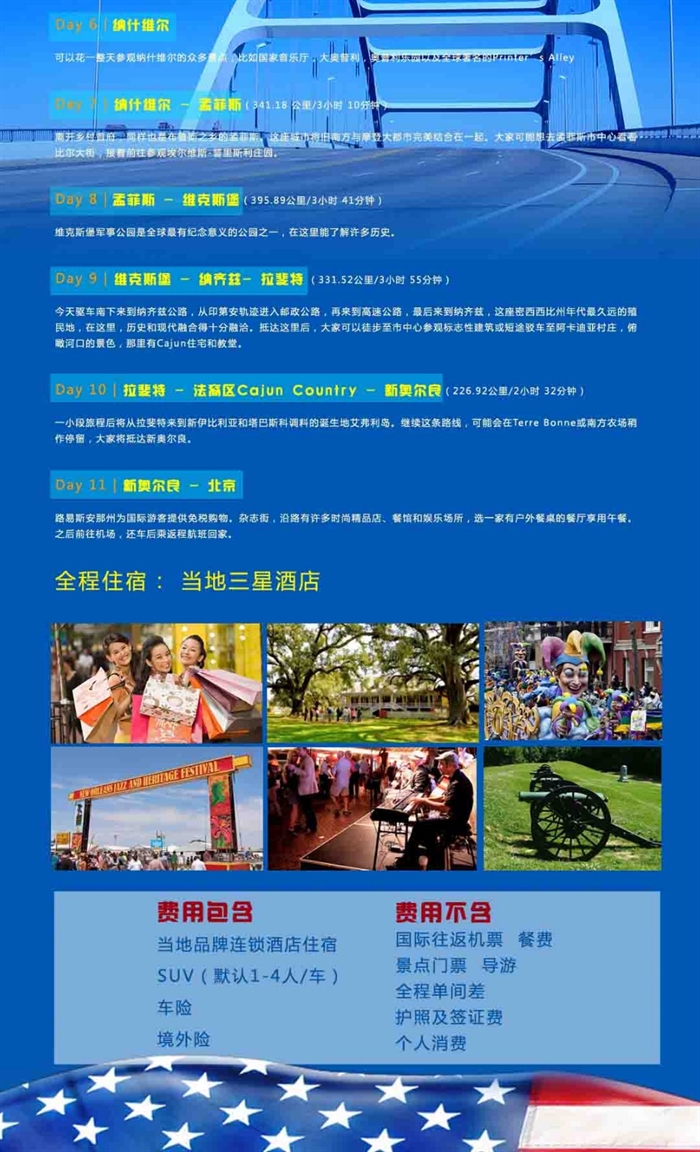 Day 6 | 纳什维尔
可以花一整天参观纳什维尔的众多景点，比如国家音乐厅，大奥普利，奥普利乐园以及全球著名的Printer's Alley
Day 7 | 纳什维尔 - 孟菲斯（341.18 公里/3小时 10分钟）
离开乡村音乐，同样也是布鲁斯之乡的孟菲斯。这座城市将旧南方与摩登大都市完美结合在一起。大家可能想去孟菲斯市中心看看
比尔大街，接着前往参观埃尔维斯·普里斯利庄园。
Day 8 | 孟菲斯 - 维克斯堡（395.89公里/3小时 41分钟）
维克斯堡军事公园是全球最有纪念意义的公园之一，在这里能了解许多历史。
Day 9 | 维克斯堡 - 纳齐兹- 拉斐特（331.52公里/3小时 55分钟）
今天驱车南下来到纳齐兹公路，从印第安轨迹进入邮政公路，再来到高速公路，最后来到纳齐兹，这座密西西比州年代最久远的殖
民地，在这里，历史和现代融合得十分融洽。抵达这里后，大家可以徒步至市中心参观标志性建筑或短途驶车至阿卡迪亚村庄，俯
瞰河口的景色，那里有Cajun住宅和教堂。
Day 10 | 拉斐特 - 法裔区Cajun Country - 新奥尔良（226.92公里/2小时 32分钟）
一小段旅程后将从拉斐特来到新伊比利亚和塔巴斯科调料的诞生地艾弗利岛。继续这条路线，可能会在Terre Bonne或南方农场稍
作停留，大家将抵达新奥尔良。
Day 11 | 新奥尔良 - 北京
路易斯安那州为国际游客提供免税购物。杂志街，沿路有许多时尚精品店、餐馆和娱乐场所，选一家有户外餐桌的餐厅享用午餐。
之后前往机场，还车后乘返程航班回家。
全程住宿： 当地三星酒店
NEW ORLEANS JAZZ AND HERITAGE FESTIVAL
费用包含
当地品牌连锁酒店住宿
SUV（默认1-4人/车）
车险
境外险
费用不含
国际往返机票 餐费
景点门票 导游
全程单间差
护照及签证费
个人消费